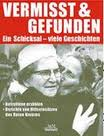 VERMISST &
GEFUNDEN
Ein Schicksal – viele Geschichten
• Betroffene erzählen
• Berichte von Mitarbeitern
des Roten Kreuzes